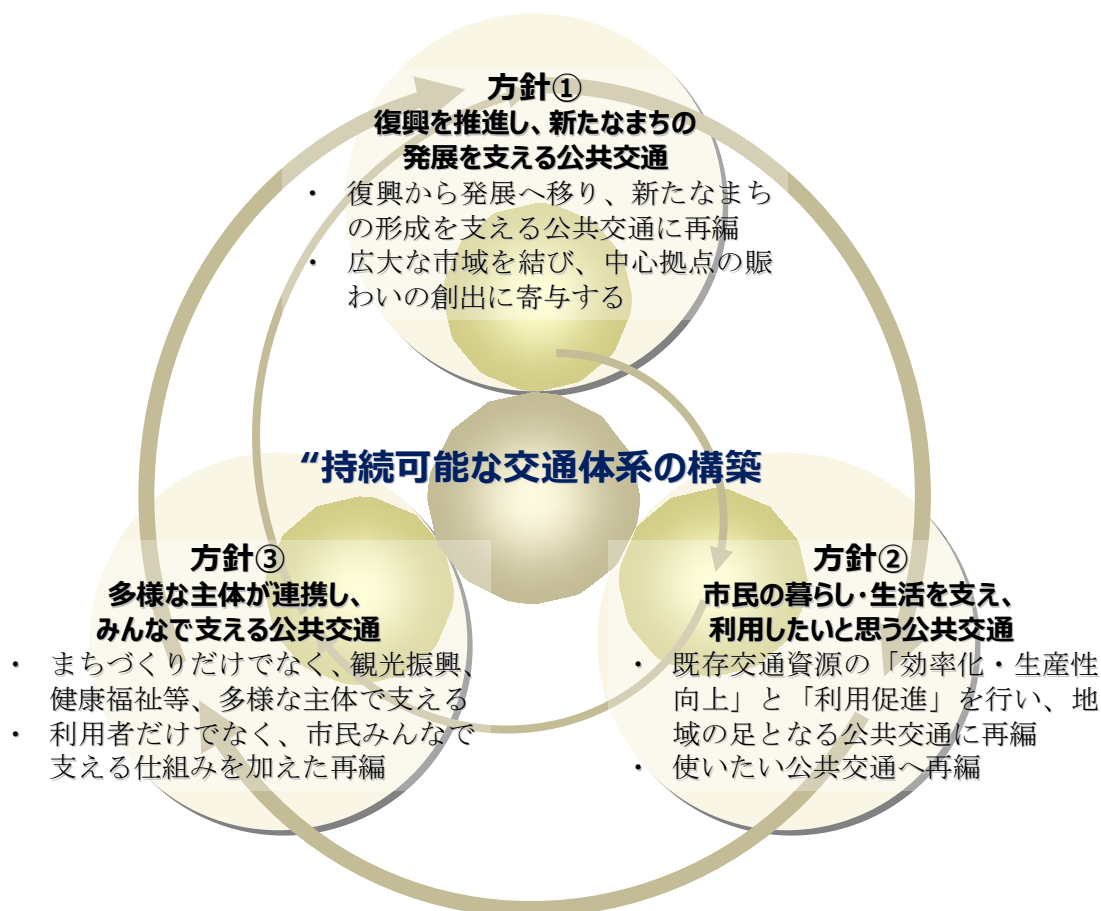 方針①
復興を推進し、新たなまちの
発展を支える公共交通
・ 復興から発展へ移り、新たなまち
の形成を支える公共交通に再編
・ 広大な市域を結び、中心拠点の賑
わいの創出に寄与する
“持続可能な交通体系の構築
方針③
多様な主体が連携し、
みんなで支える公共交通
・ まちづくりだけでなく、観光振興、
健康福祉等、多様な主体で支える
・ 利用者だけでなく、市民みんなで
支える仕組みを加えた再編
方針②
市民の暮らし・生活を支え、
利用したいと思う公共交通
・ 既存交通資源の「効率化・生産性
向上」と「利用促進」を行い、地
域の足となる公共交通に再編
・ 使いたい公共交通へ再編